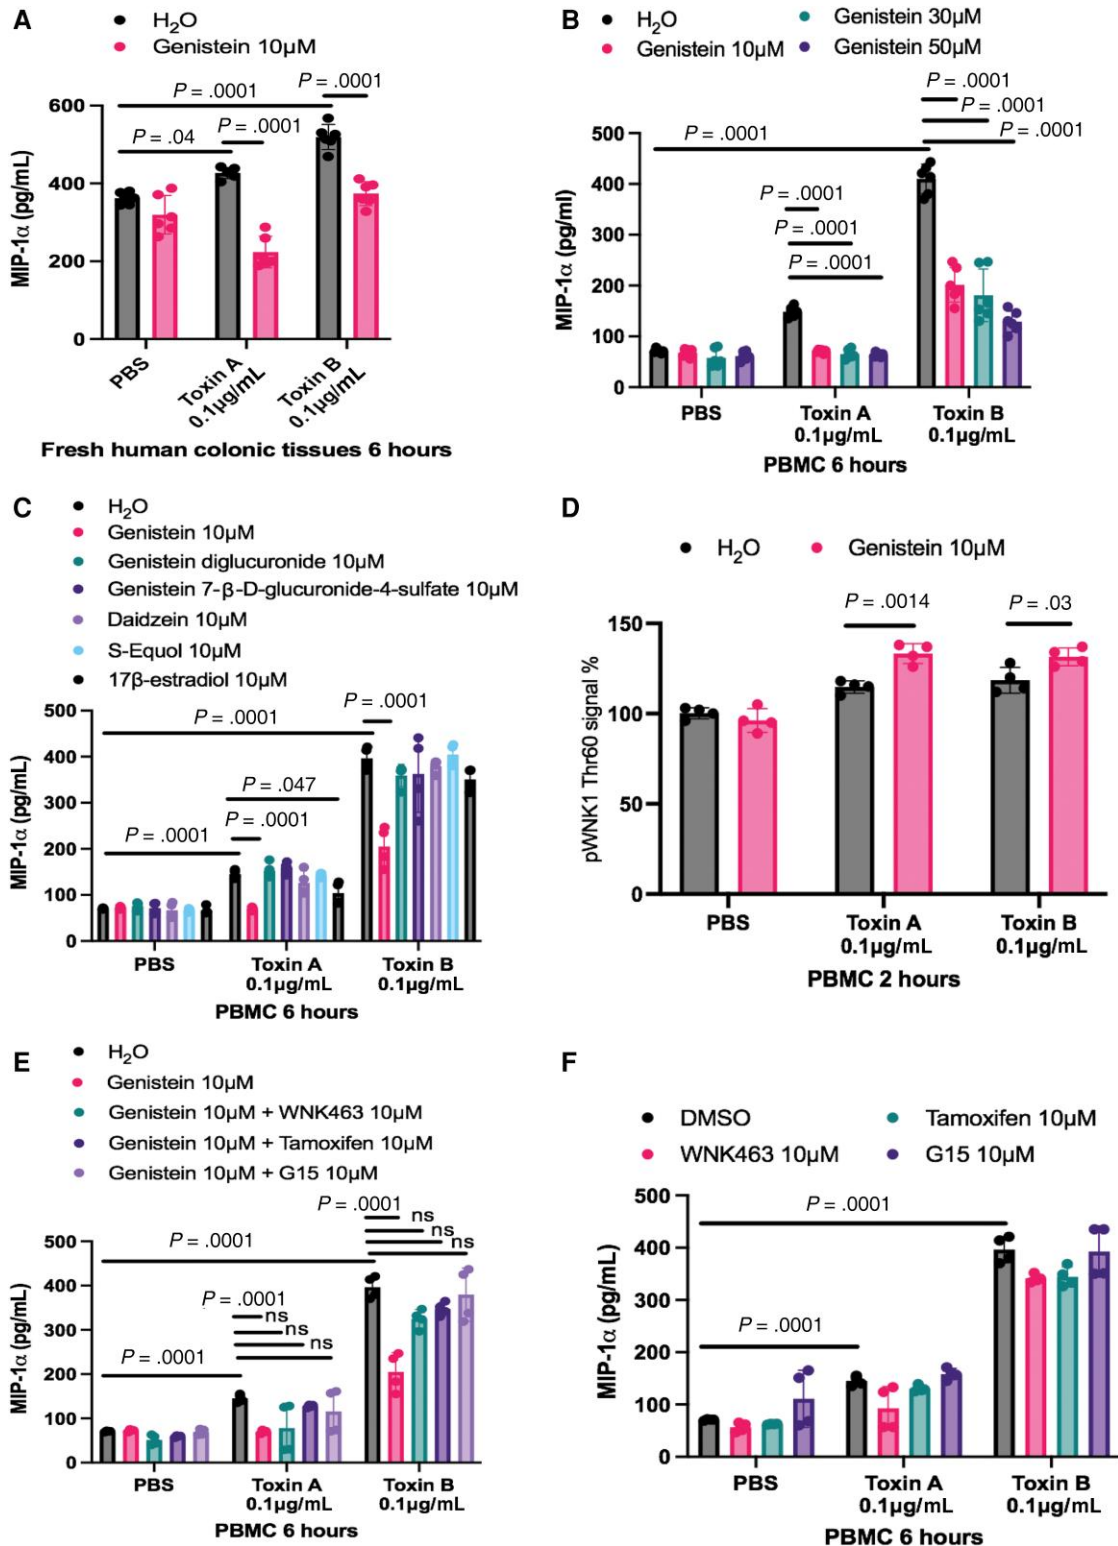 A
H₂O
Genistein 10μM
P = .0001
P = .0001
P = .04
P = .0001
MIP-1α (pg/mL)
600
400
200
0
PBS
Toxin A
0.1μg/mL
Toxin B
0.1μg/mL
Fresh human colonic tissues 6 hours
B
H₂O
Genistein 30μM
Genistein 10μM
Genistein 50μM
P = .0001
P = .0001
P = .0001
P = .0001
P = .0001
P = .0001
P = .0001
MIP-1α (pg/ml)
500
400
300
200
100
0
PBS
Toxin A
0.1μg/mL
Toxin B
0.1μg/mL
PBMC 6 hours
C
H₂O
Genistein 10μM
Genistein diglucuronide 10μM
Genistein 7-β-D-glucuronide-4-sulfate 10μM
Daidzein 10μM
S-Equol 10μM
17β-estradiol 10μM
P = .0001
P = .0001
P = .047
P = .0001
P = .0001
MIP-1α (pg/mL)
500
400
300
200
100
0
PBS
Toxin A
0.1μg/mL
Toxin B
0.1μg/mL
PBMC 6 hours
D
H₂O
Genistein 10μM
P = .0014
P = .03
pWNK1 Thr60 signal %
150
100
50
0
PBS
Toxin A
0.1μg/mL
Toxin B
0.1μg/mL
PBMC 2 hours
E
H₂O
Genistein 10μM
Genistein 10μM + WNK463 10μM
Genistein 10μM + Tamoxifen 10μM
Genistein 10μM + G15 10μM
P = .0001
ns
ns
ns
P = .0001
P = .0001
ns
ns
ns
P = .0001
MIP-1α (pg/mL)
500
400
300
200
100
0
PBS
Toxin A
0.1μg/mL
Toxin B
0.1μg/mL
PBMC 6 hours
F
DMSO
Tamoxifen 10μM
WNK463 10μM
G15 10μM
P = .0001
P = .0001
MIP-1α (pg/mL)
500
400
300
200
100
0
PBS
Toxin A
0.1μg/mL
Toxin B
0.1μg/mL
PBMC 6 hours